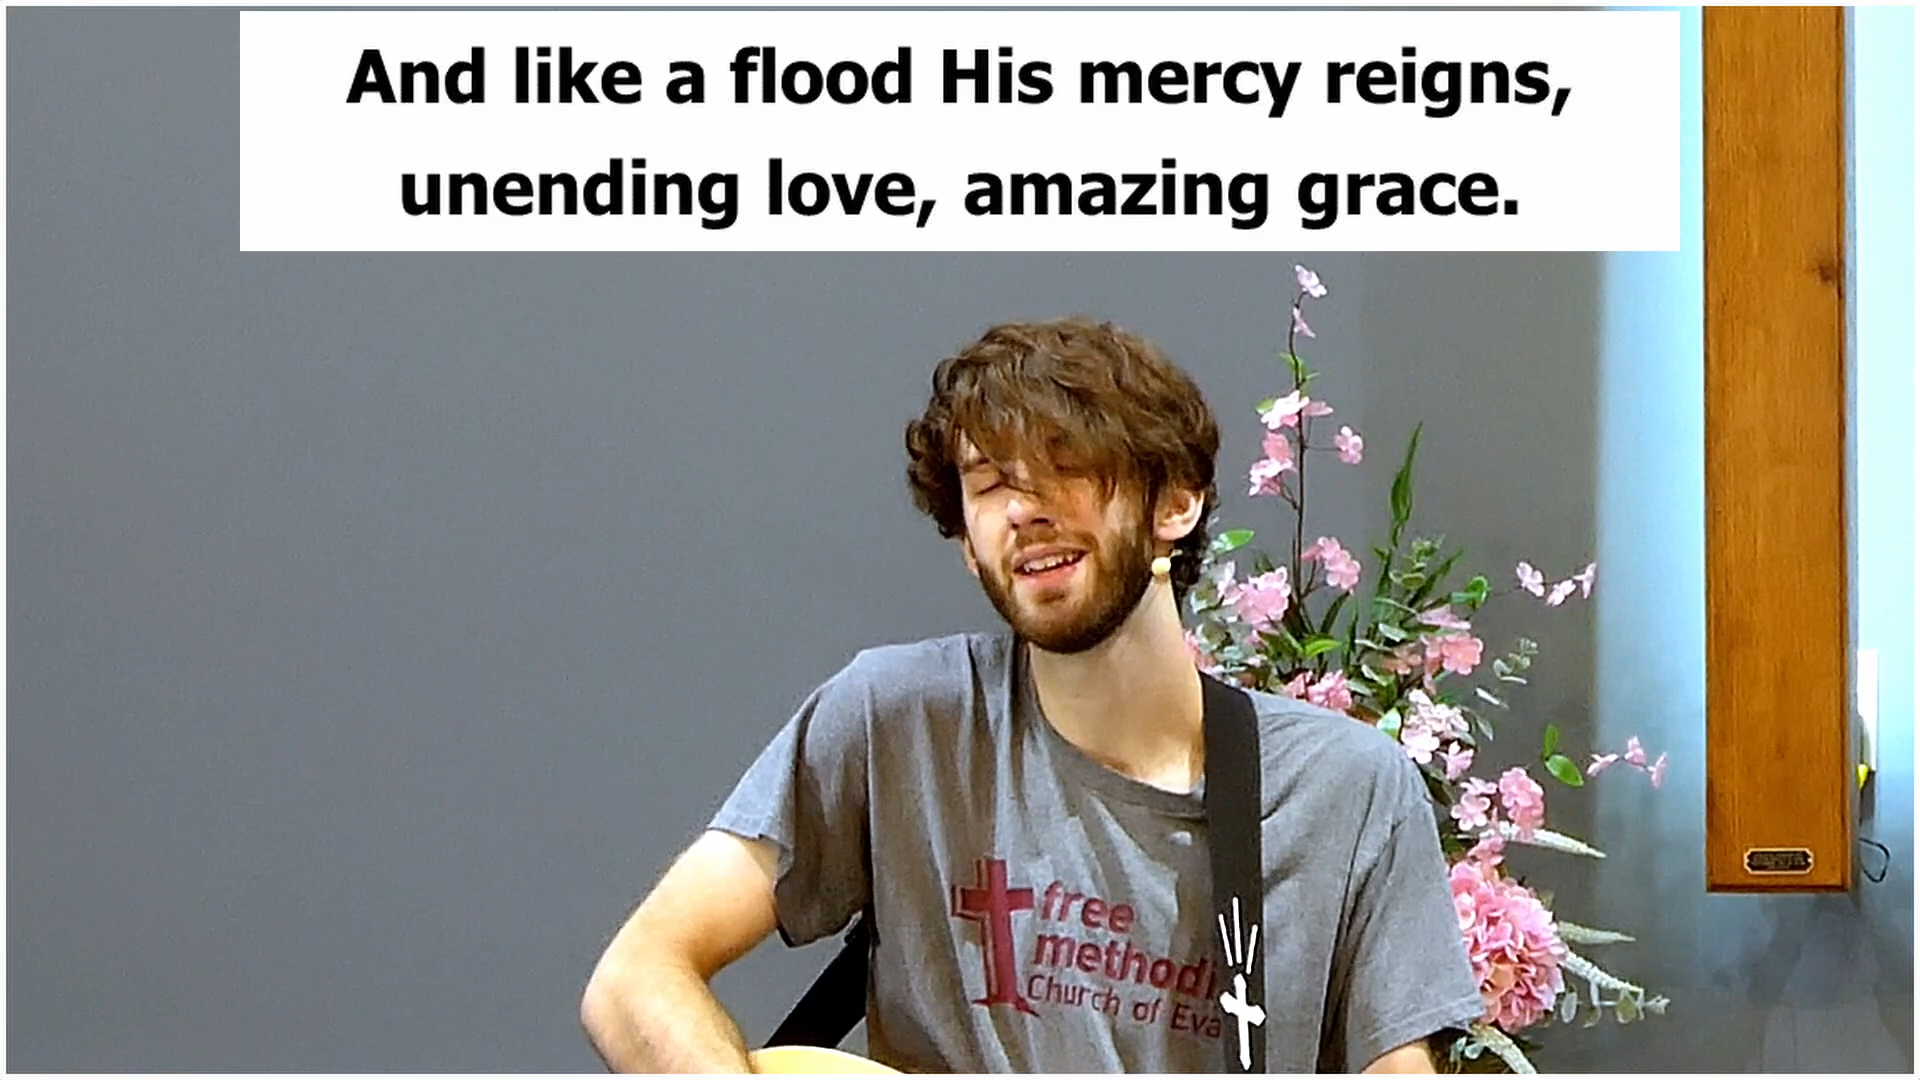 And like a flood His mercy reigns,
unending love, amazing grace.
free
methodi
Church of Eva